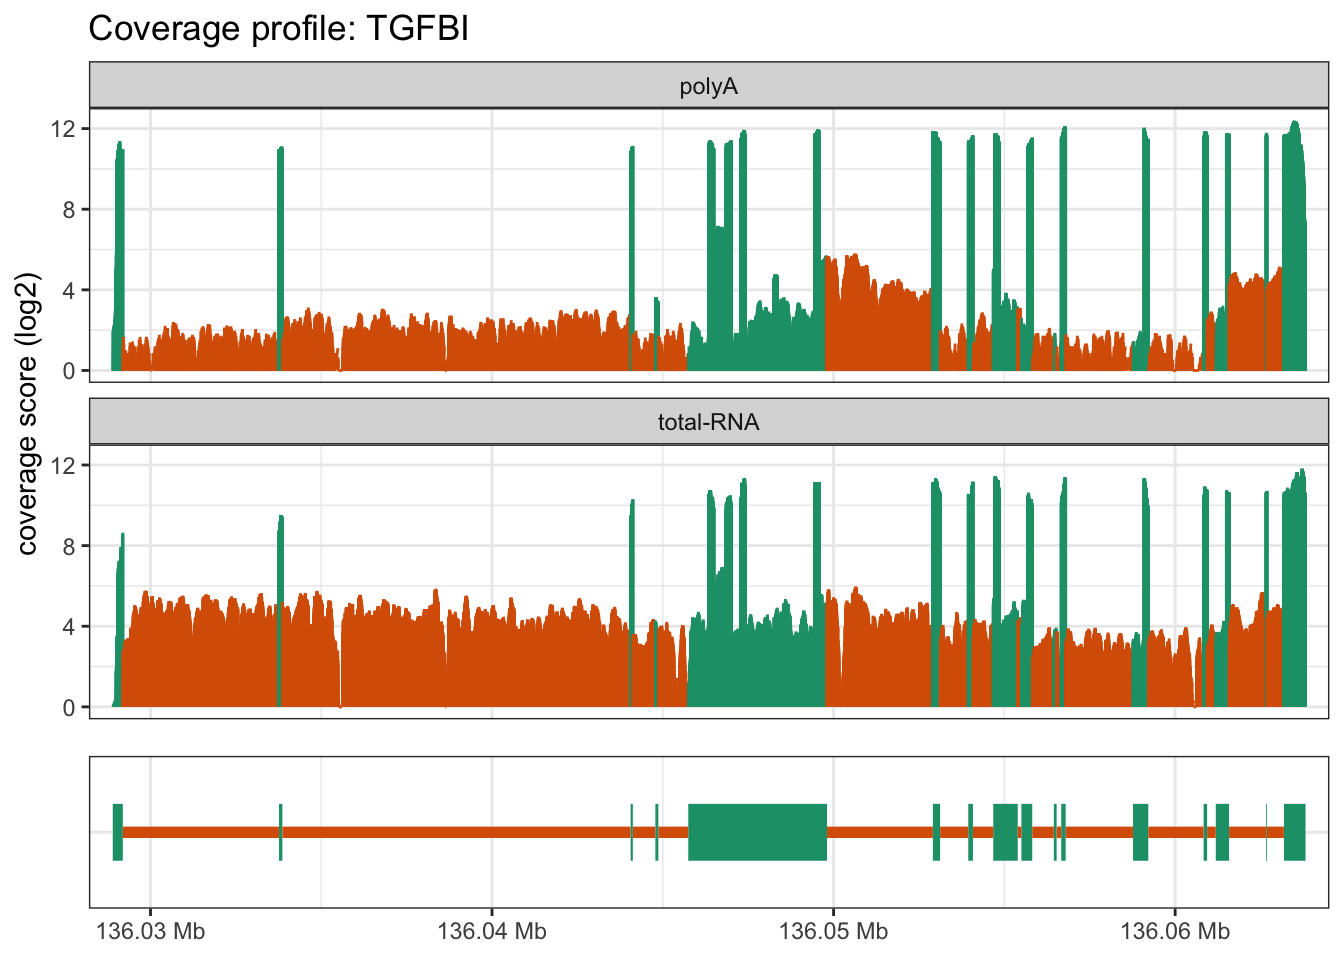 Coverage profile: TGFBI
polyA
12
8
4
0
coverage score (log2)
total-RNA
12
8
4
0
136.03 Mb 136.04 Mb 136.05 Mb 136.06 Mb